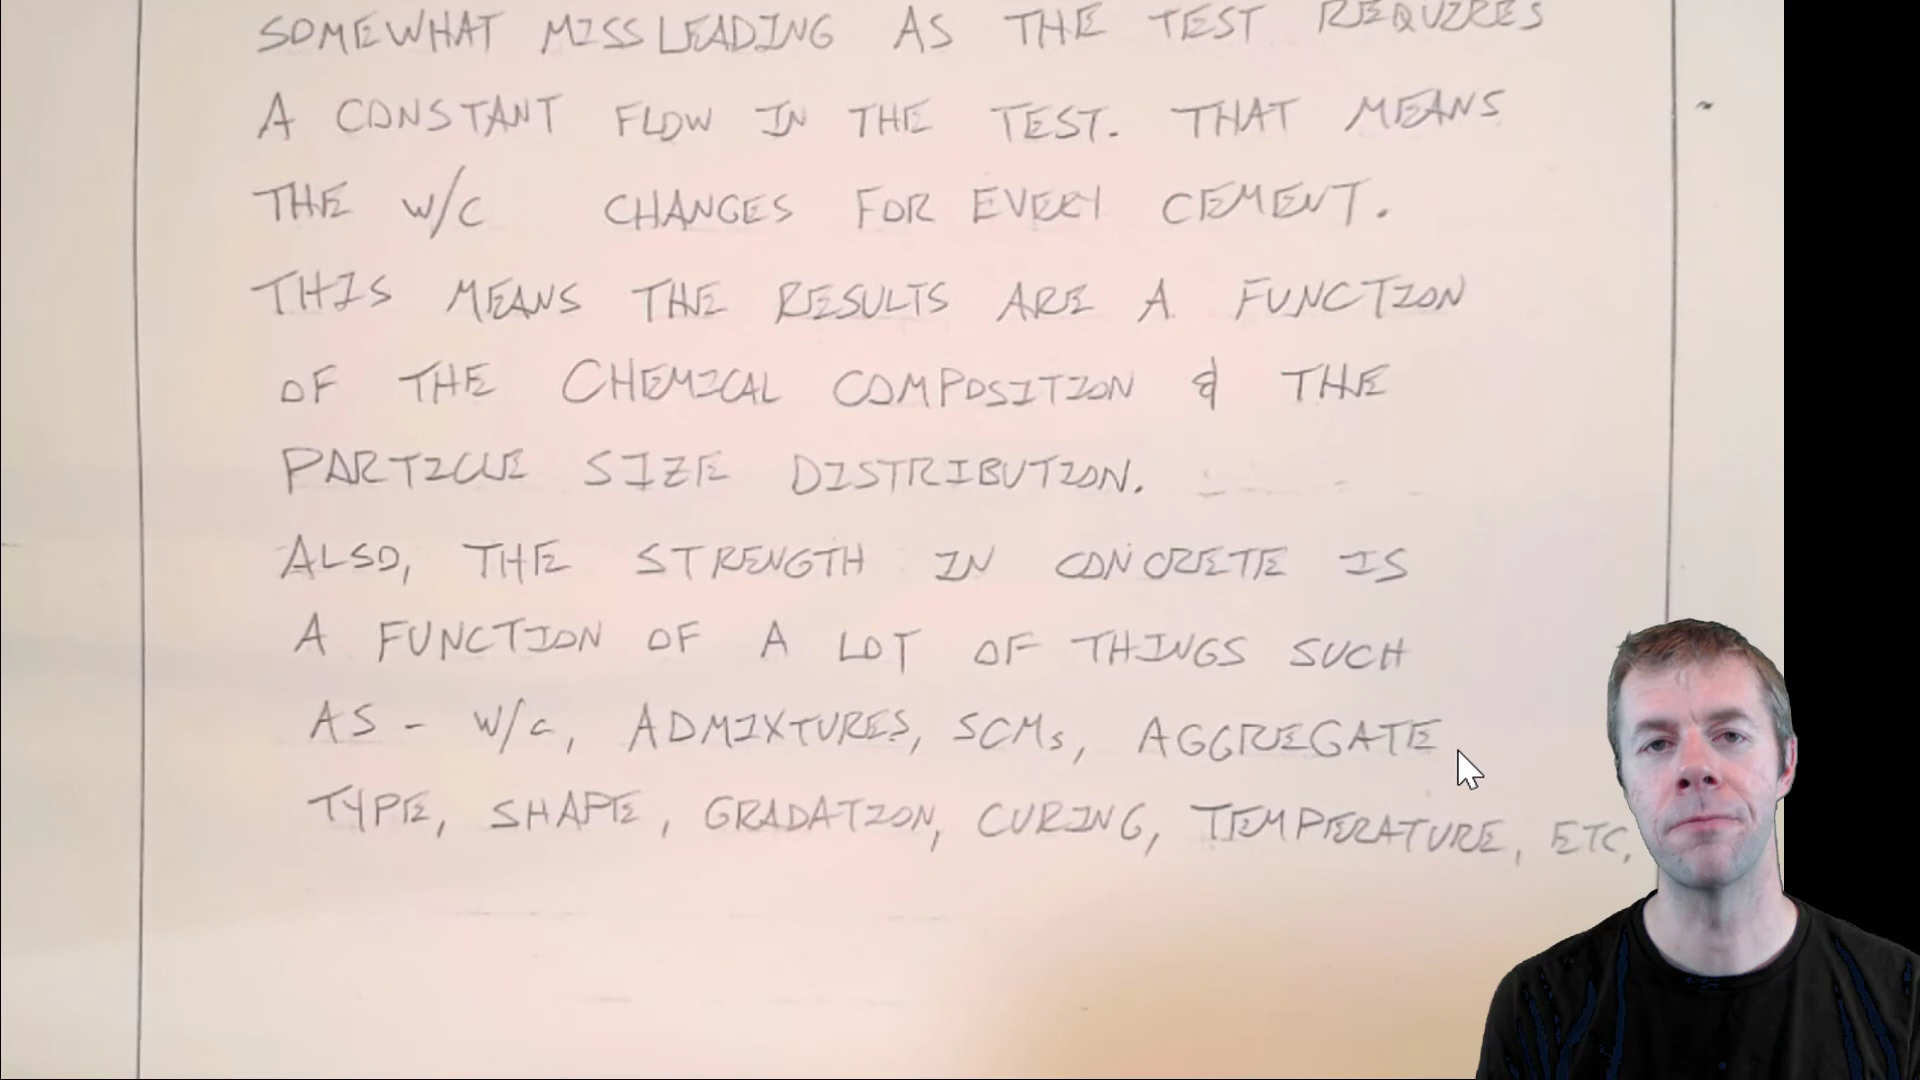 SOMEWHAT MISSLEADING AS THE TEST REQUIRES
A CONSTANT FLOW IN THE TEST. THAT MEANS
THE W/C CHANGES FOR EVERY CEMENT.
THIS MEANS THE RESULTS ARE A FUNCTION
OF THE CHEMICAL COMPOSITION & THE
PARTICLE SIZE DISTRIBUTION.
ALSO, THE STRENGTH IN CONCRETE IS
A FUNCTION OF A LOT OF THINGS SUCH
AS - W/C, ADMIXTURES, SCMs, AGGREGATE
TYPE, SHAPE, GRADATION, CURING, TEMPERATURE, ETC.